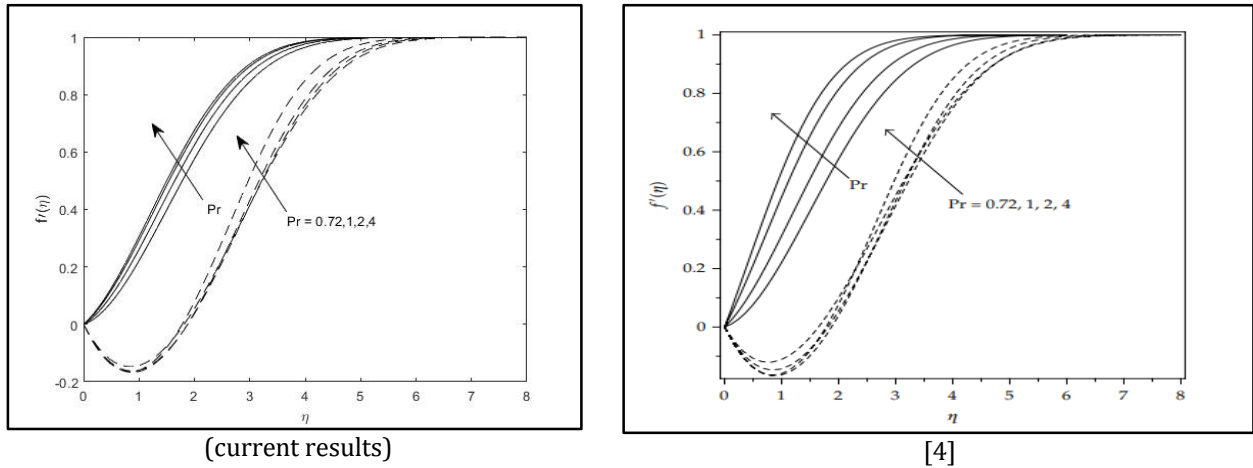 1
0.8
0.6
0.4
0.2
0
-0.2
f′(η)
Pr
Pr = 0.72,1,2,4
0 1 2 3 4 5 6 7 8
η
(current results)
1
0.8
0.6
0.4
0.2
0
f′(η)
Pr
Pr = 0.72, 1, 2, 4
0 1 2 3 4 5 6 7 8
η
[4]